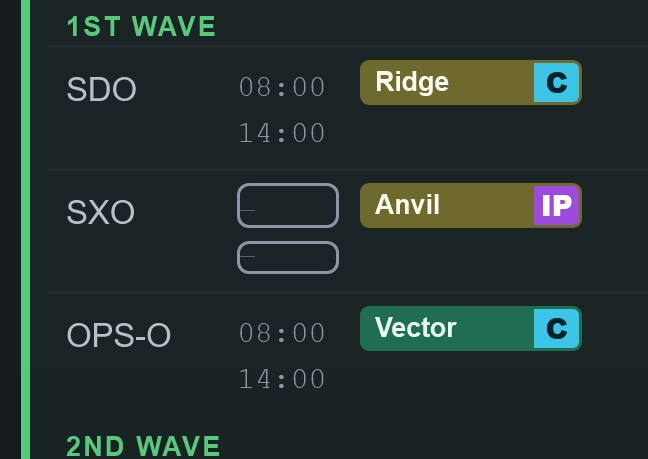 1ST WAVE
SDO 08:00 Ridge C
14:00
SXO — Anvil IP
—
OPS-O 08:00 Vector C
14:00
2ND WAVE